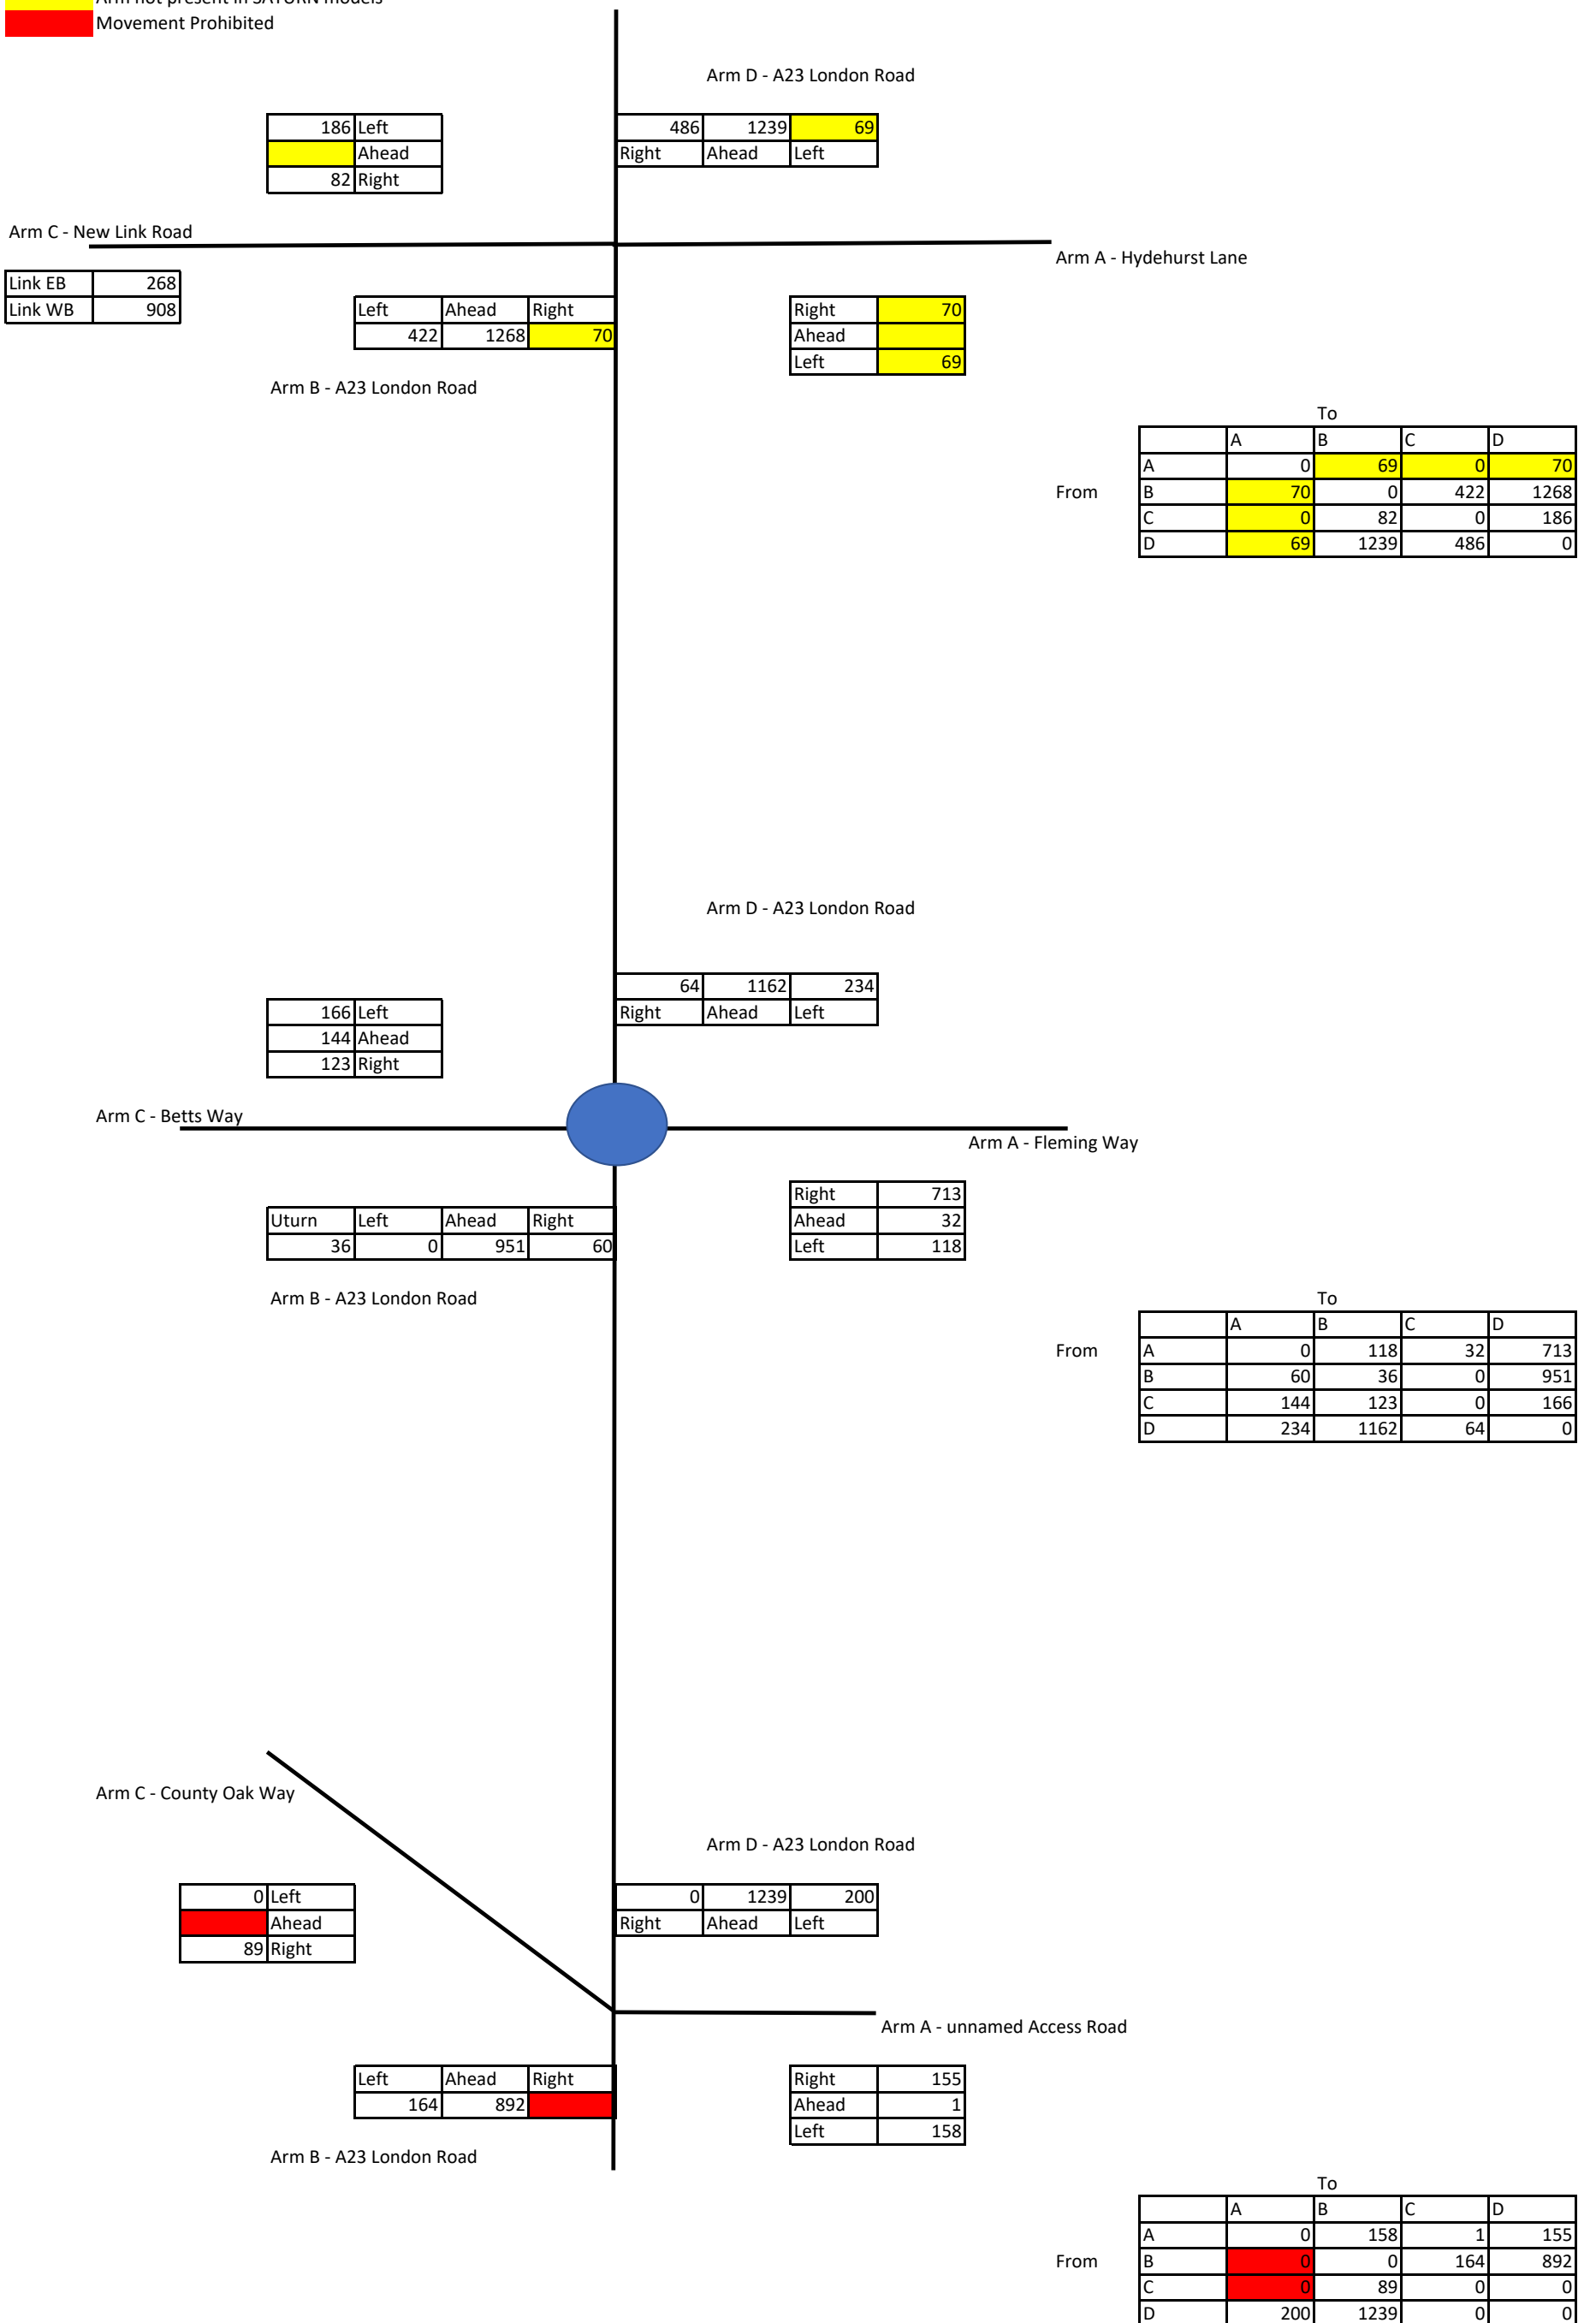 Arm not present in SATURN models
Movement Prohibited
Arm D - A23 London Road
186 Left
Ahead
82 Right
486 1239 69
Right Ahead Left
Arm C - New Link Road
Arm A - Hydehurst Lane
Link EB 268
Link WB 908
Left Ahead Right
422 1268 70
Right 70
Ahead
Left 69
Arm B - A23 London Road
To
A B C D
A 0 69 0 70
From B 70 0 422 1268
C 0 82 0 186
D 69 1239 486 0
Arm D - A23 London Road
64 1162 234
Right Ahead Left
166 Left
144 Ahead
123 Right
Arm C - Betts Way
Arm A - Fleming Way
Uturn Left Ahead Right
36 0 951 60
Right 713
Ahead 32
Left 118
Arm B - A23 London Road
To
A B C D
From A 0 118 32 713
B 60 36 0 951
C 144 123 0 166
D 234 1162 64 0
Arm C - County Oak Way
Arm D - A23 London Road
0 Left
Ahead
89 Right
0 1239 200
Right Ahead Left
Arm A - unnamed Access Road
Left Ahead Right
164 892
Right 155
Ahead 1
Left 158
Arm B - A23 London Road
To
A B C D
A 0 158 1 155
From B 0 0 164 892
C 0 89 0 0
D 200 1239 0 0